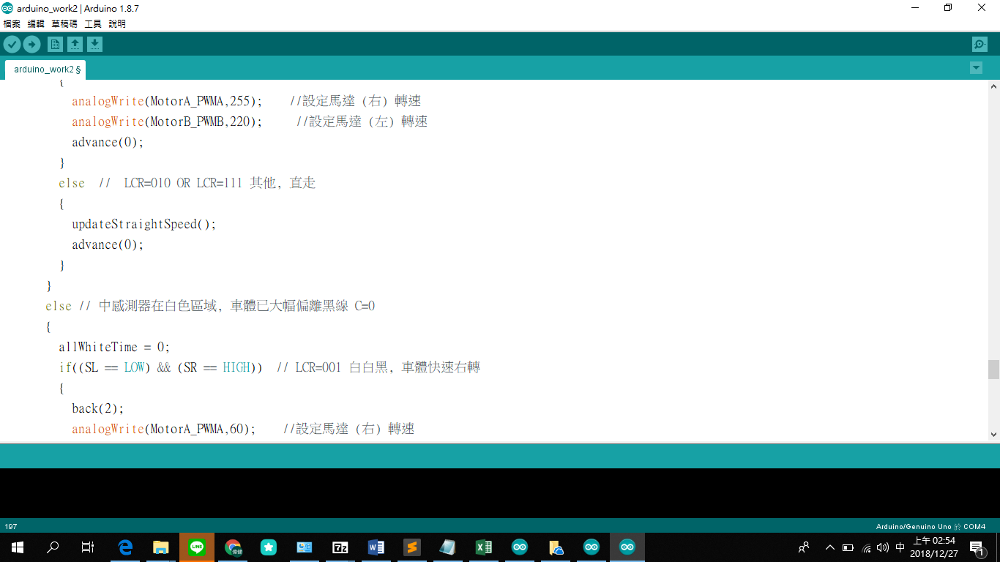 arduino_work2 | Arduino 1.8.7
檔案 編輯 草稿碼 工具 說明
arduino_work2 §
{
analogWrite(MotorA_PWMA,255); //設定馬達 (右) 轉速
analogWrite(MotorB_PWMB,220); //設定馬達 (左) 轉速
advance(0);
}
else // LCR=010 OR LCR=111 其他, 直走
{
updateStraightSpeed();
advance(0);
}
}
else // 中感測器在白色區域, 車體已大幅偏離黑線 C=0
{
allWhiteTime = 0;
if((SL == LOW) && (SR == HIGH)) // LCR=001 白白黑, 車體快速右轉
{
back(2);
analogWrite(MotorA_PWMA,60); //設定馬達 (右) 轉速
197
Arduino/Genuino Uno 於 COM4
LINE
7z
中
上午 02:54
2018/12/27
1